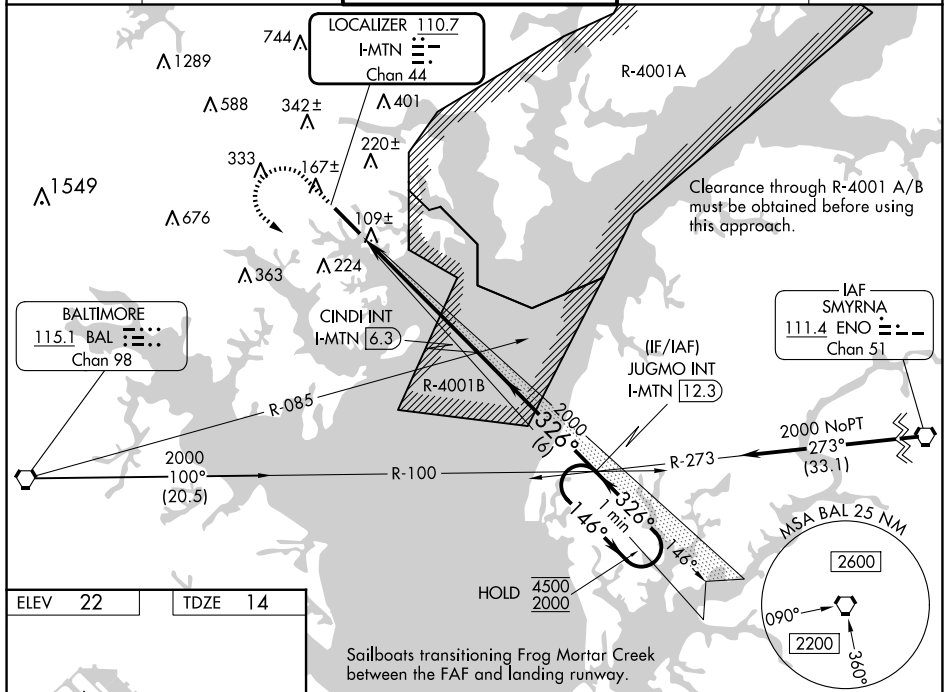 744
LOCALIZER 110.7
I-MTN
Chan 44
1289
588
342±
401
R-4001A
220±
333
167±
1549
676
109±
Clearance through R-4001 A/B
must be obtained before using
this approach.
363
224
BALTIMORE
115.1 BAL
Chan 98
CINDI INT
I-MTN 6.3
IAF
SMYRNA
111.4 ENO
Chan 51
(IF/IAF)
JUGMO INT
I-MTN 12.3
R-4001B
R-085
2000
326°
(6)
2000 NoPT
273°
(33.1)
R-273
2000
100°
(20.5)
R-100
326°
1 min
146°
146°
HOLD 4500
2000
MSA BAL 25 NM
2600
090°
2200
360°
ELEV 22
TDZE 14
Sailboats transitioning Frog Mortar Creek
between the FAF and landing runway.